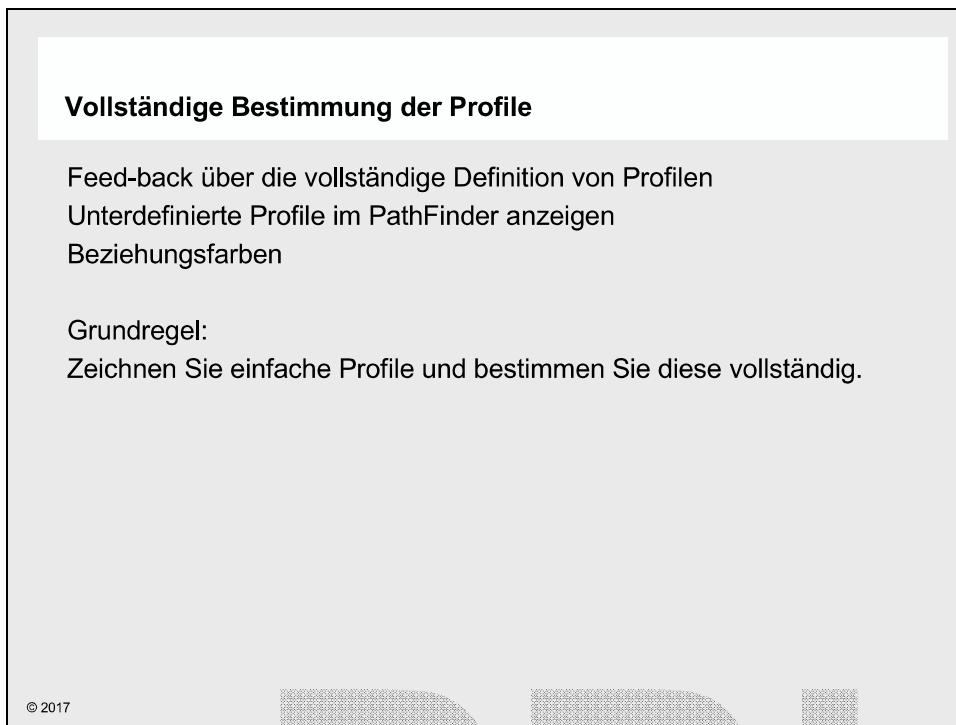 Vollständige Bestimmung der Profile
Feed-back über die vollständige Definition von Profilen
Unterdefinierte Profile im PathFinder anzeigen
Beziehungsfarben
Grundregel:
Zeichnen Sie einfache Profile und bestimmen Sie diese vollständig.
© 2017